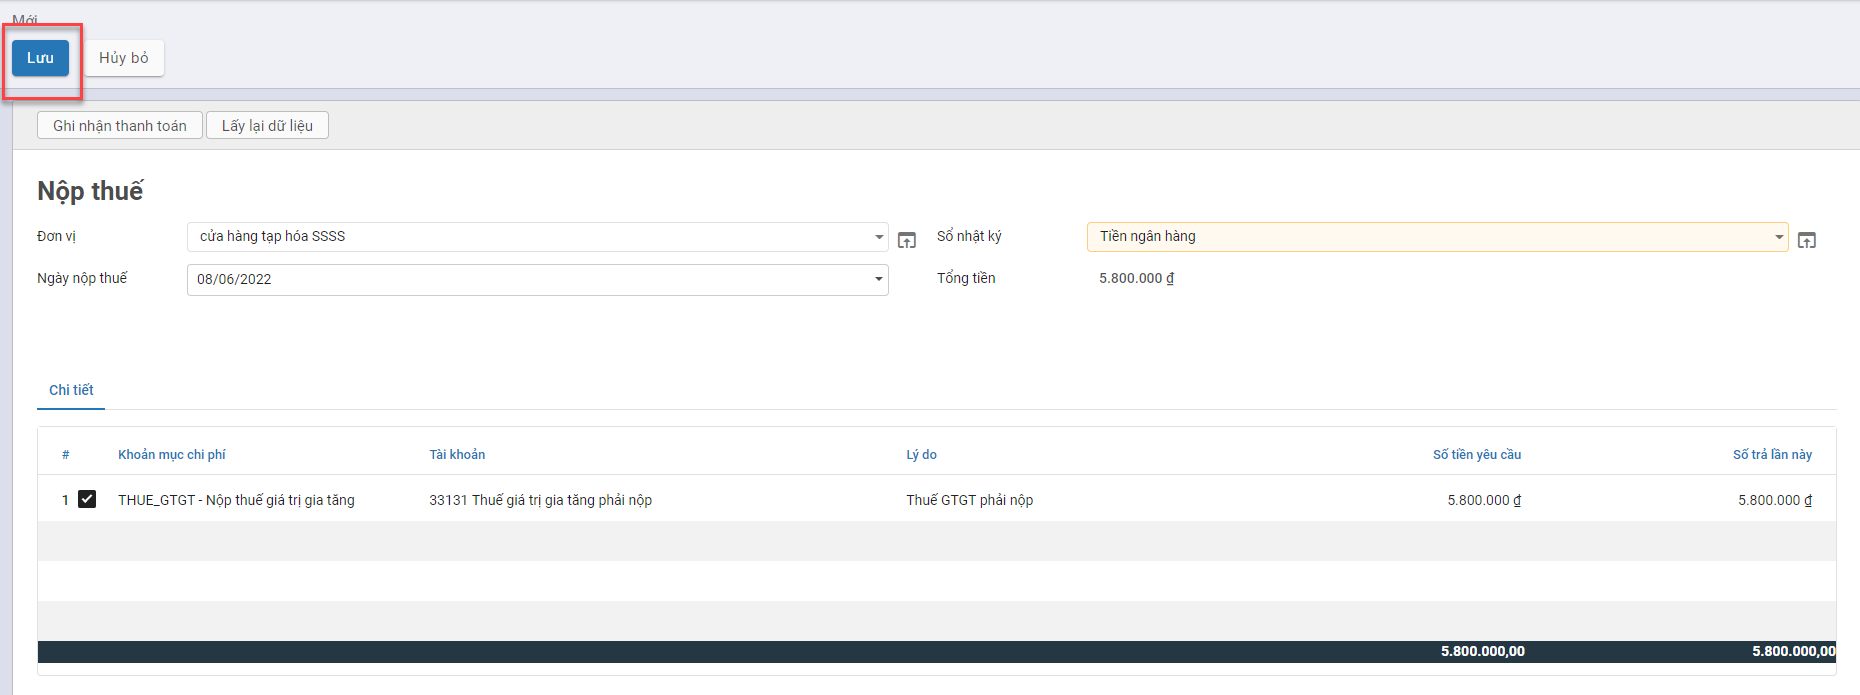 Mới
Lưu Hủy bỏ
Ghi nhận thanh toán Lấy lại dữ liệu
Nộp thuế
Đơn vị cửa hàng tạp hóa SSSS Sổ nhật ký Tiền ngân hàng
Ngày nộp thuế 08/06/2022 Tổng tiền 5.800.000 ₫
Chi tiết
# Khoản mục chi phí Tài khoản Lý do Số tiền yêu cầu Số trả lần này
1 THUE_GTGT - Nộp thuế giá trị gia tăng 33131 Thuế giá trị gia tăng phải nộp Thuế GTGT phải nộp 5.800.000 ₫ 5.800.000 ₫
5.800.000,00 5.800.000,00